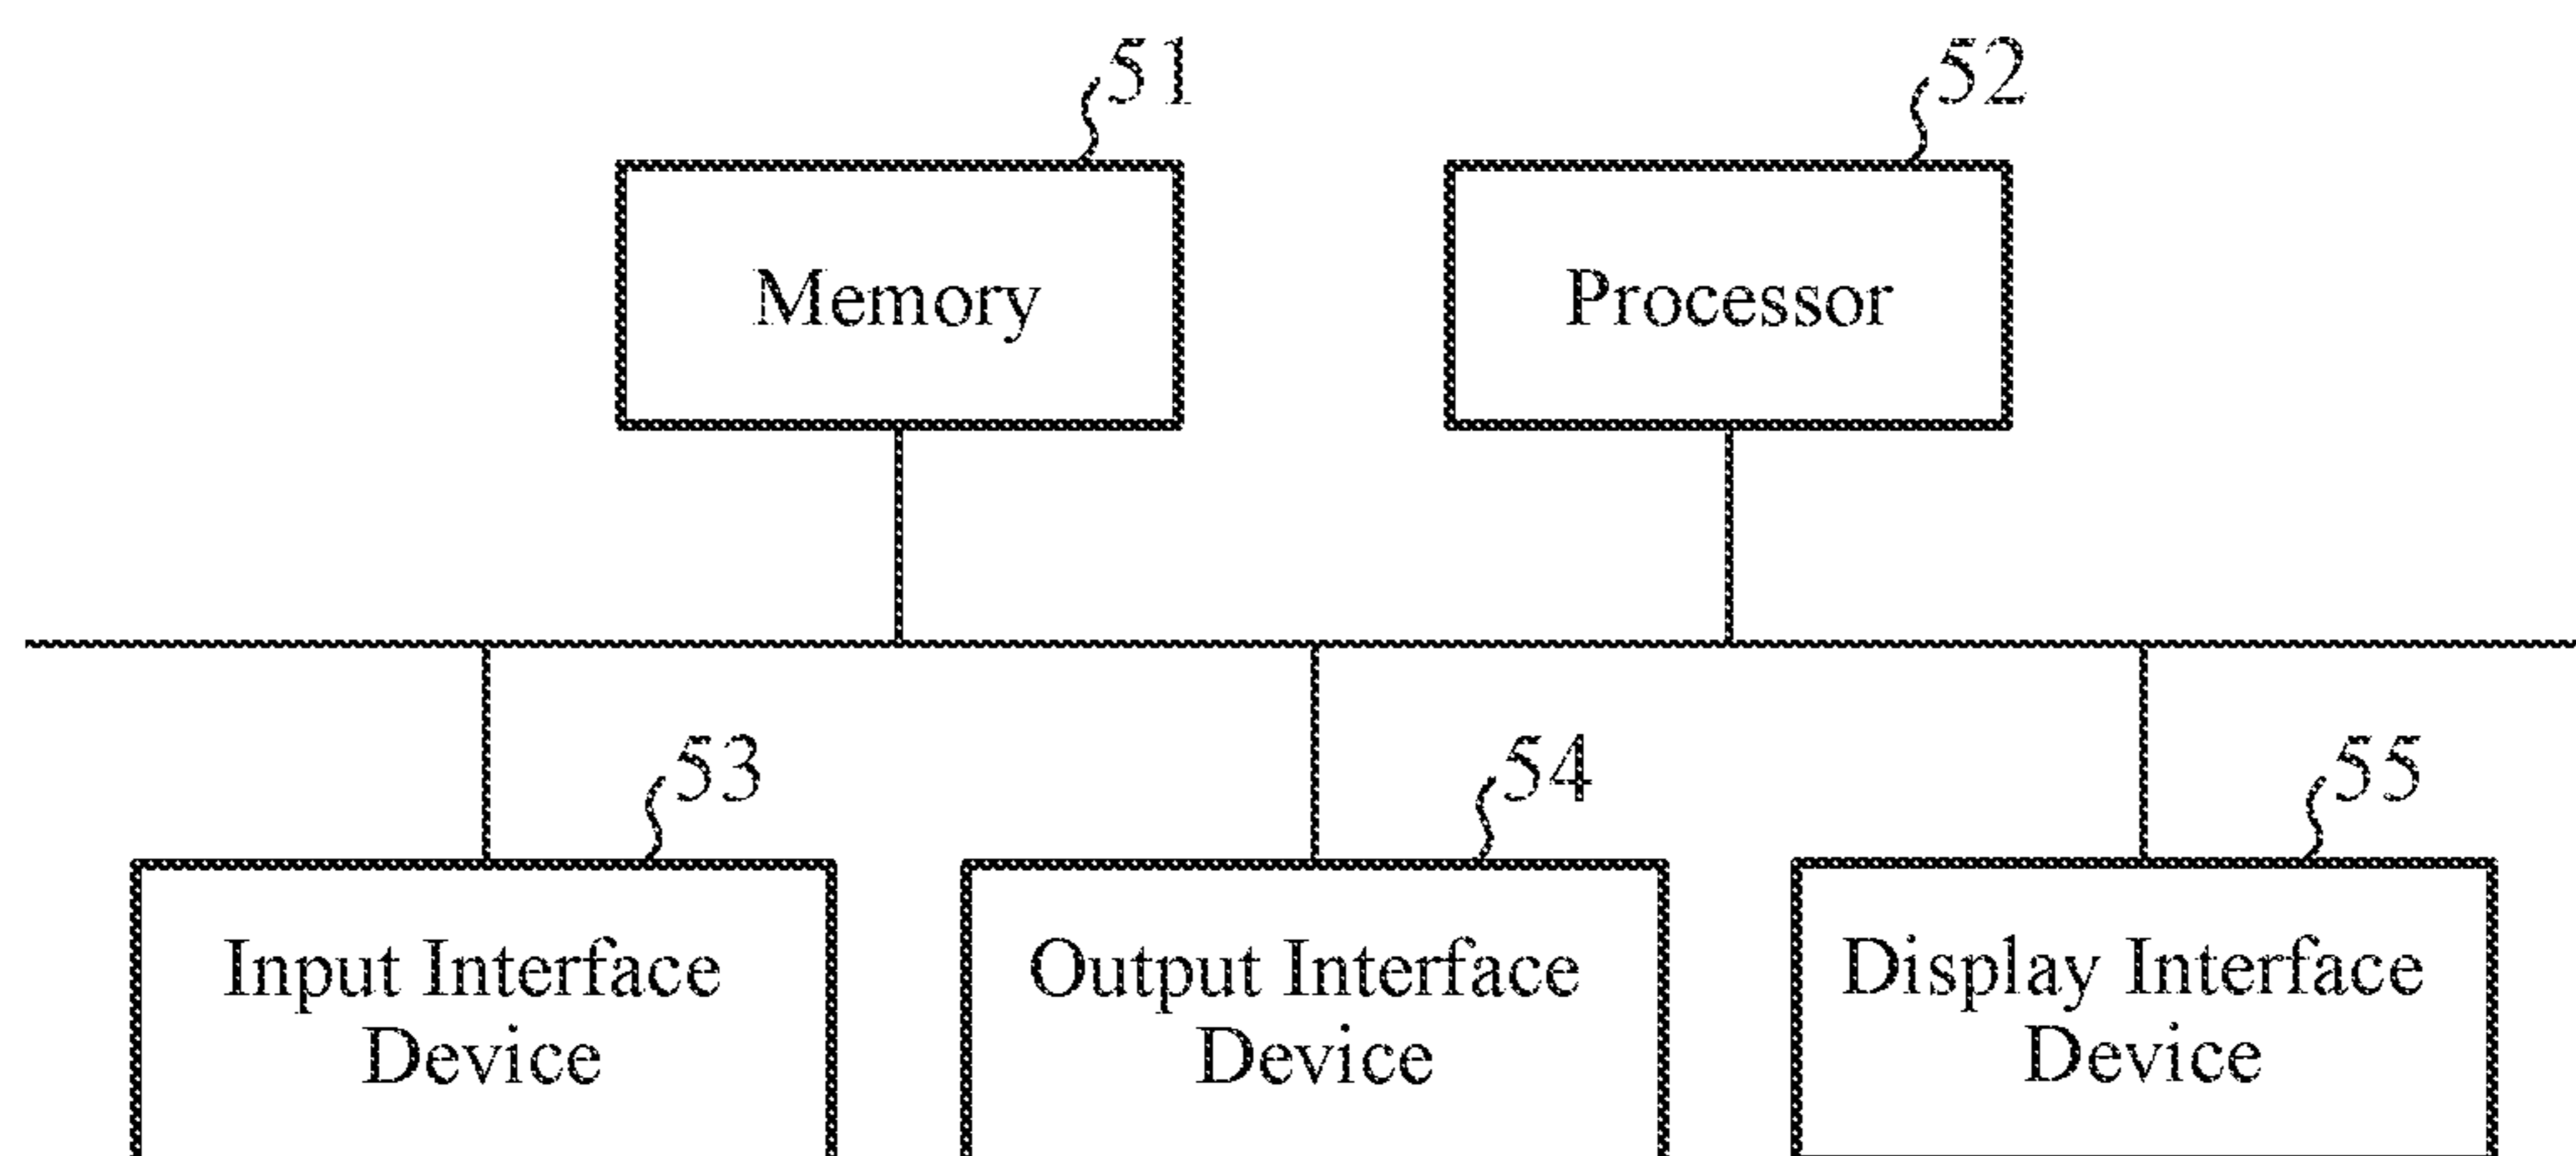 51
52
Memory
Processor
53
54
55
Input Interface
Device
Output Interface
Device
Display Interface
Device